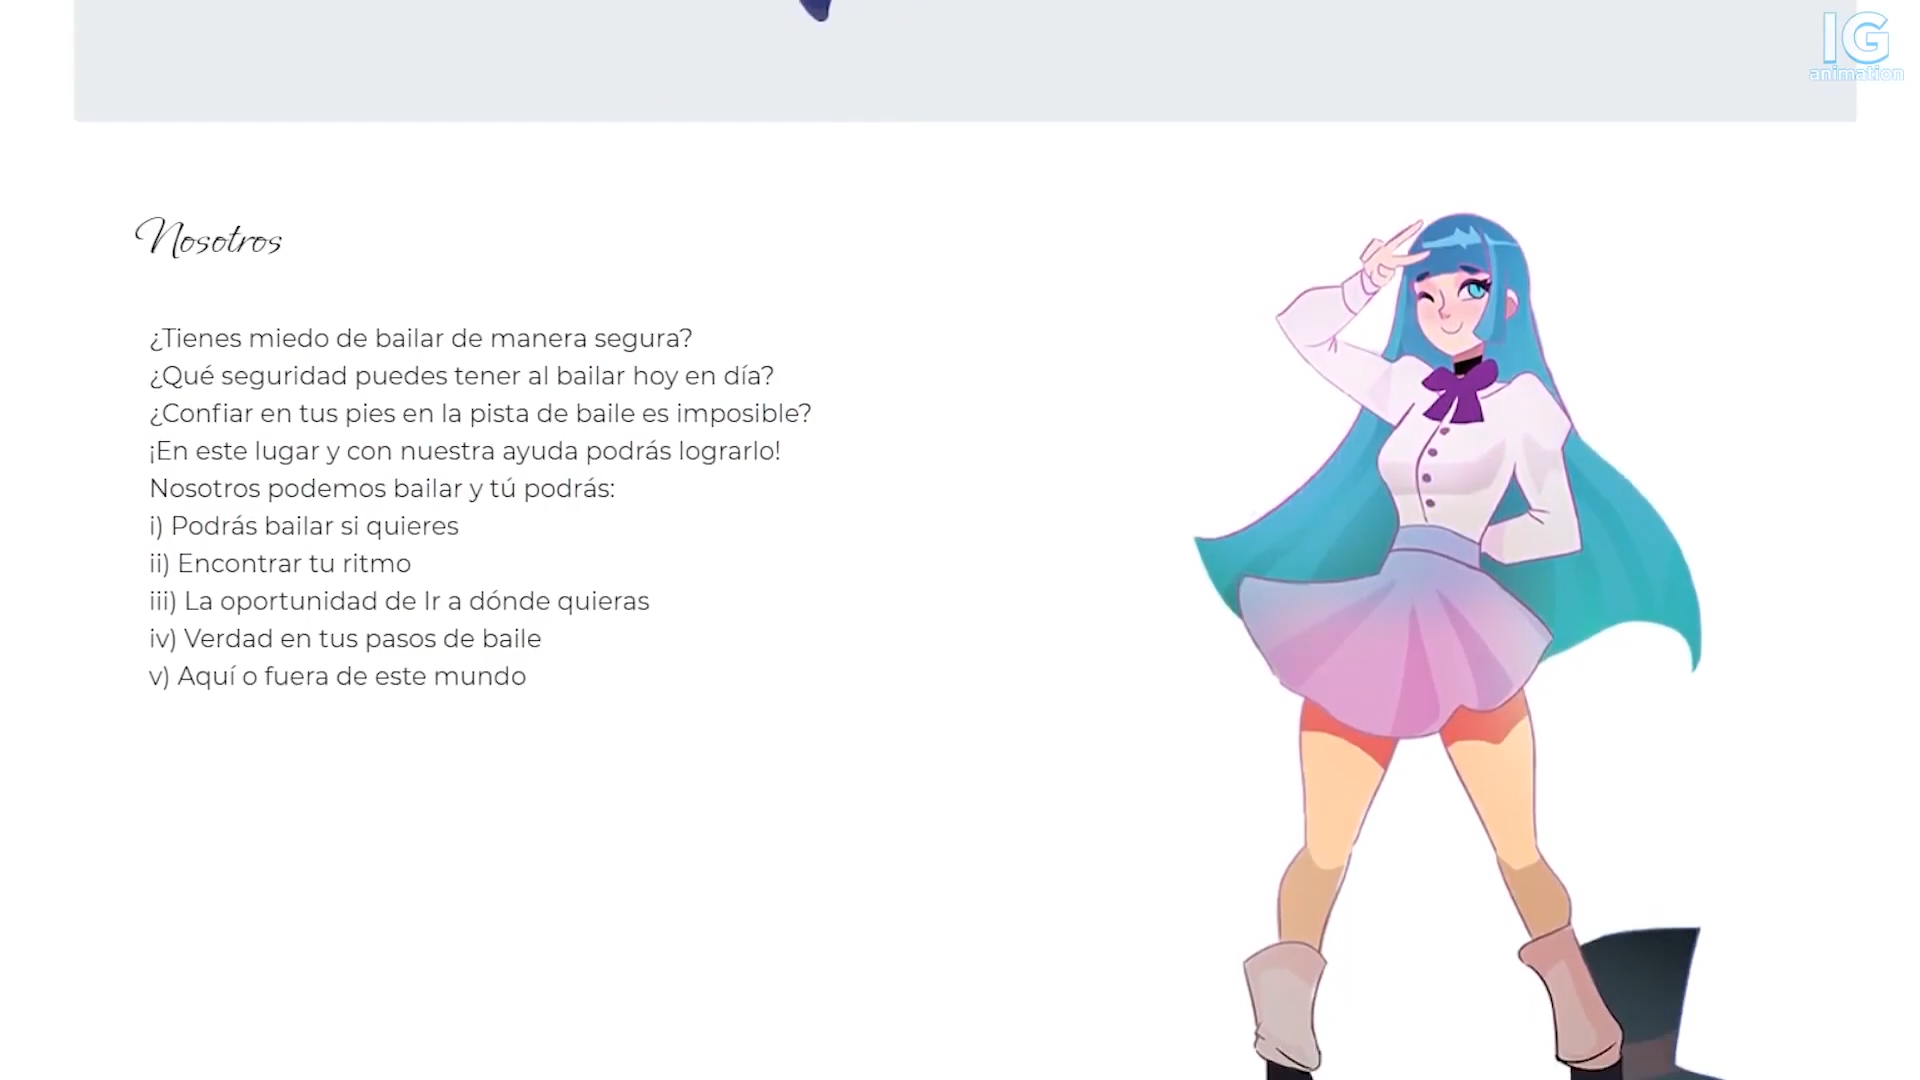 IG
animation
Nosotros
¿Tienes miedo de bailar de manera segura?
¿Qué seguridad puedes tener al bailar hoy en día?
¿Confiar en tus pies en la pista de baile es imposible?
¡En este lugar y con nuestra ayuda podrás lograrlo!
Nosotros podemos bailar y tú podrás:
i) Podrás bailar si quieres
ii) Encontrar tu ritmo
iii) La oportunidad de Ir a dónde quieras
iv) Verdad en tus pasos de baile
v) Aquí o fuera de este mundo